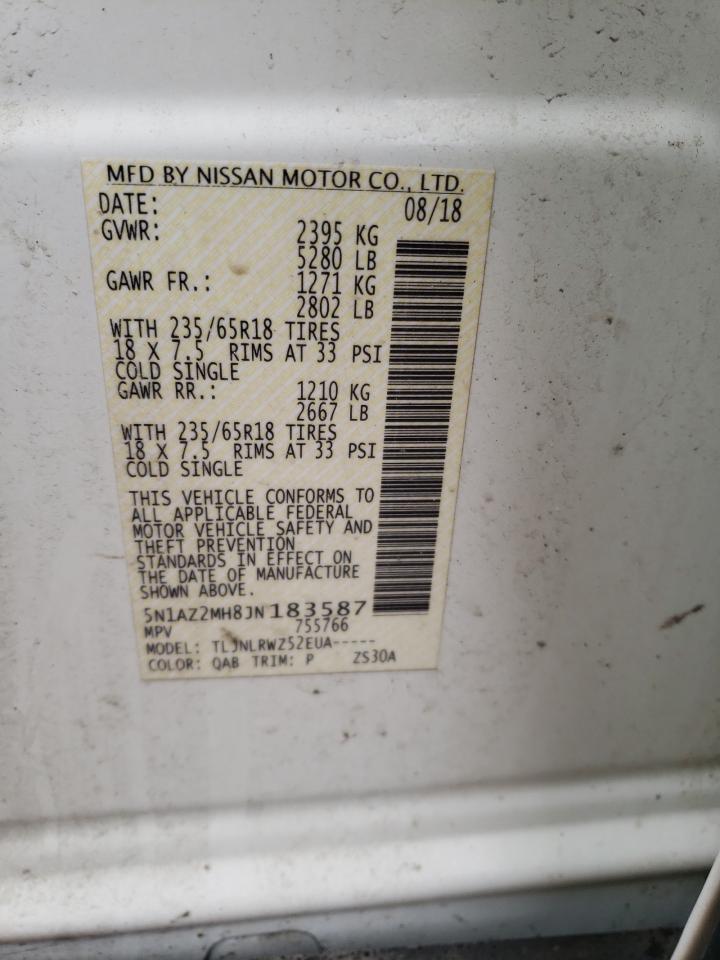 MFD BY NISSAN MOTOR CO., LTD.
DATE: 08/18
GVWR: 2395 KG
5280 LB
GAWR FR.: 1271 KG
2802 LB
WITH 235/65R18 TIRES
18 X 7.5 RIMS AT 33 PSI
COLD SINGLE
GAWR RR.: 1210 KG
2667 LB
WITH 235/65R18 TIRES
18 X 7.5 RIMS AT 33 PSI
COLD SINGLE
THIS VEHICLE CONFORMS TO
ALL APPLICABLE FEDERAL
MOTOR VEHICLE SAFETY AND
THEFT PREVENTION
STANDARDS IN EFFECT ON
THE DATE OF MANUFACTURE
SHOWN ABOVE.
5N1AZ2MH8JN183587
MPV 755766
MODEL: TLJNLRWZ52EUA-----
COLOR: QAB TRIM: P ZS30A